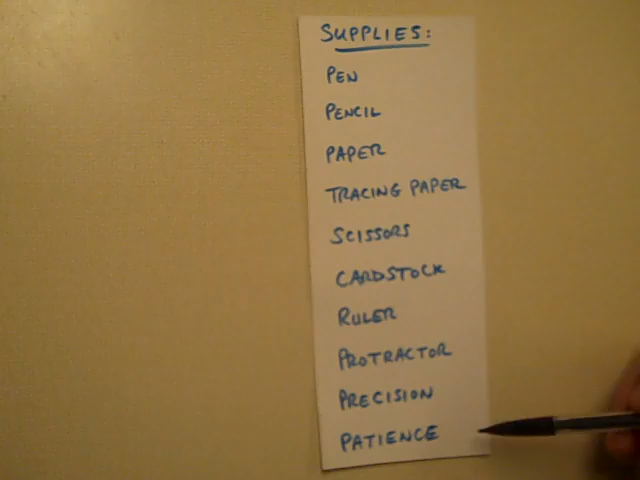 SUPPLIES:
PEN
PENCIL
PAPER
TRACING PAPER
SCISSORS
CARDSTOCK
RULER
PROTRACTOR
PRECISION
PATIENCE